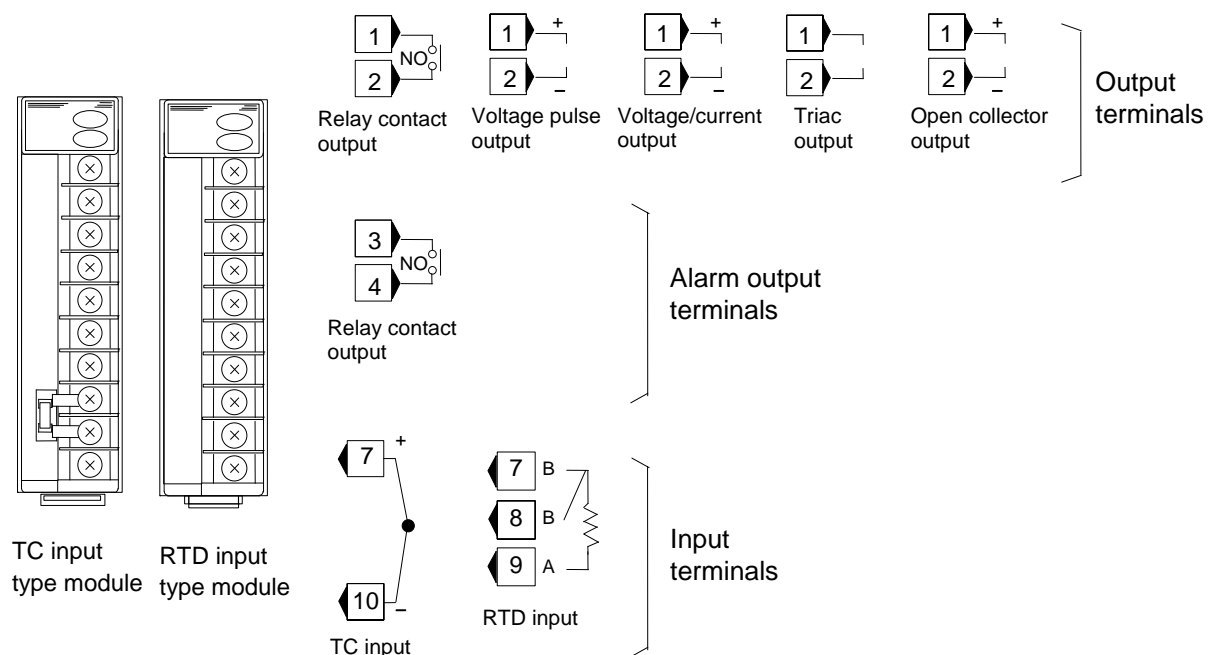 1
2
NO
Relay contact
output
1
2
+
–
Voltage pulse
output
1
2
+
–
Voltage/current
output
1
2
Triac
output
1
2
+
–
Open collector
output
Output
terminals
3
4
NO
Relay contact
output
Alarm output
terminals
TC input
type module
RTD input
type module
7 +
10 –
TC input
7 B
8 B
9 A
RTD input
Input
terminals